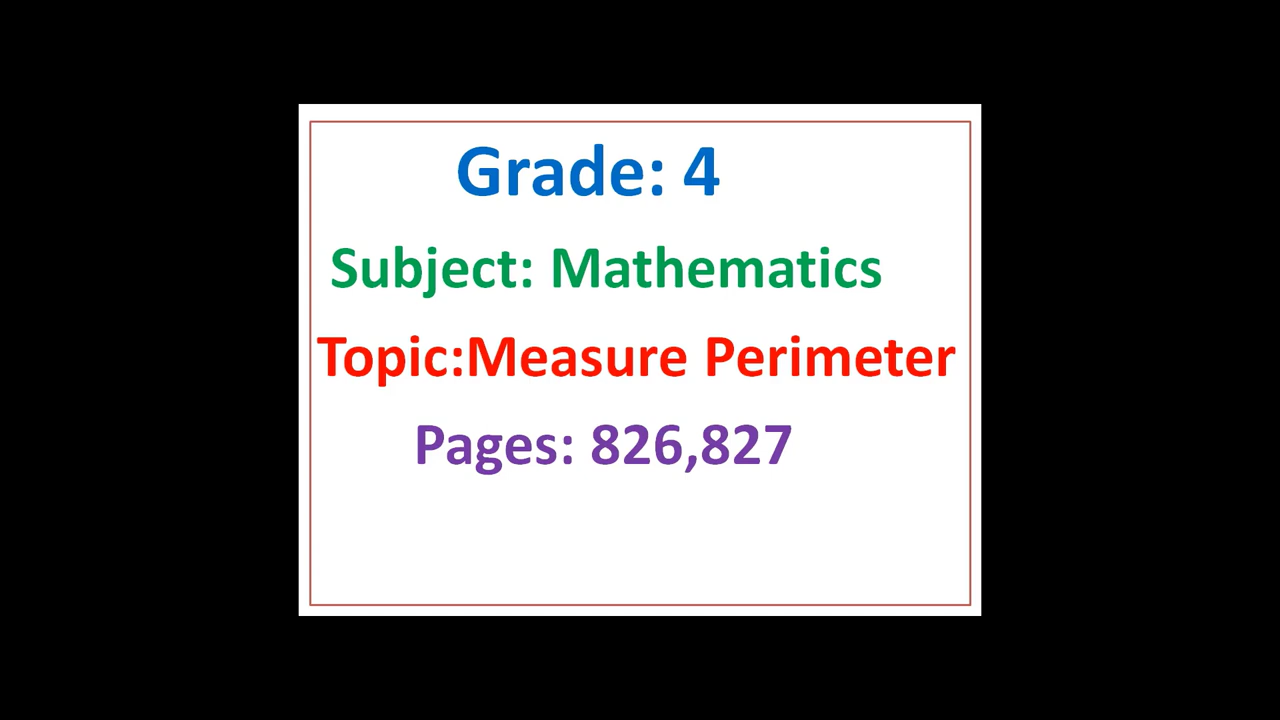 Grade: 4
Subject: Mathematics
Topic:Measure Perimeter
Pages: 826,827